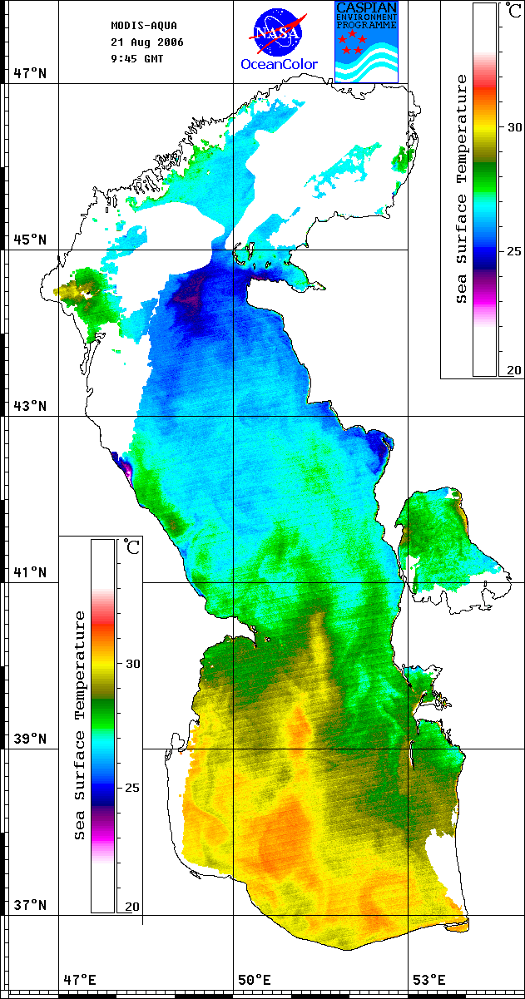 MODIS-AQUA
21 Aug 2006
9:45 GMT
NASA
OceanColor
CASPIAN
ENVIRONMENT
PROGRAMME
°C
30
25
20
Sea Surface Temperature
47°N
45°N
43°N
41°N
39°N
37°N
°C
30
25
20
Sea Surface Temperature
47°E
50°E
53°E